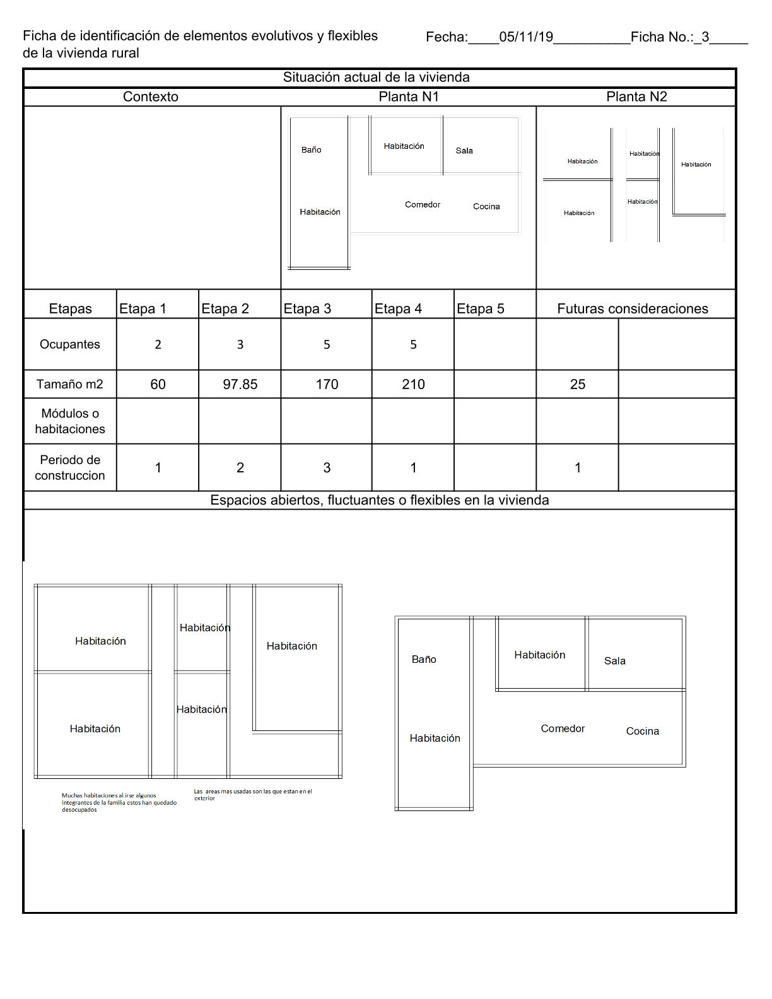 Ficha de identificación de elementos evolutivos y flexibles
de la vivienda rural
Fecha:____05/11/19__________Ficha No.:_3_____
Situación actual de la vivienda
Contexto Planta N1 Planta N2
Baño
Habitación
Sala
Habitación
Comedor
Cocina
Habitación
Habitación
Habitación
Habitación
Habitación
Etapas Etapa 1 Etapa 2 Etapa 3 Etapa 4 Etapa 5 Futuras consideraciones
Ocupantes 2 3 5 5
Tamaño m2 60 97.85 170 210 25
Módulos o
habitaciones
Periodo de
construccion 1 2 3 1 1
Espacios abiertos, fluctuantes o flexibles en la vivienda
Habitación
Habitación
Habitación
Habitación
Habitación
Muchas habitaciones al irse algunos
integrantes de la familia estos han quedado
desocupados
Las areas mas usadas son las que estan en el
exterior
Baño
Habitación
Sala
Habitación
Comedor
Cocina